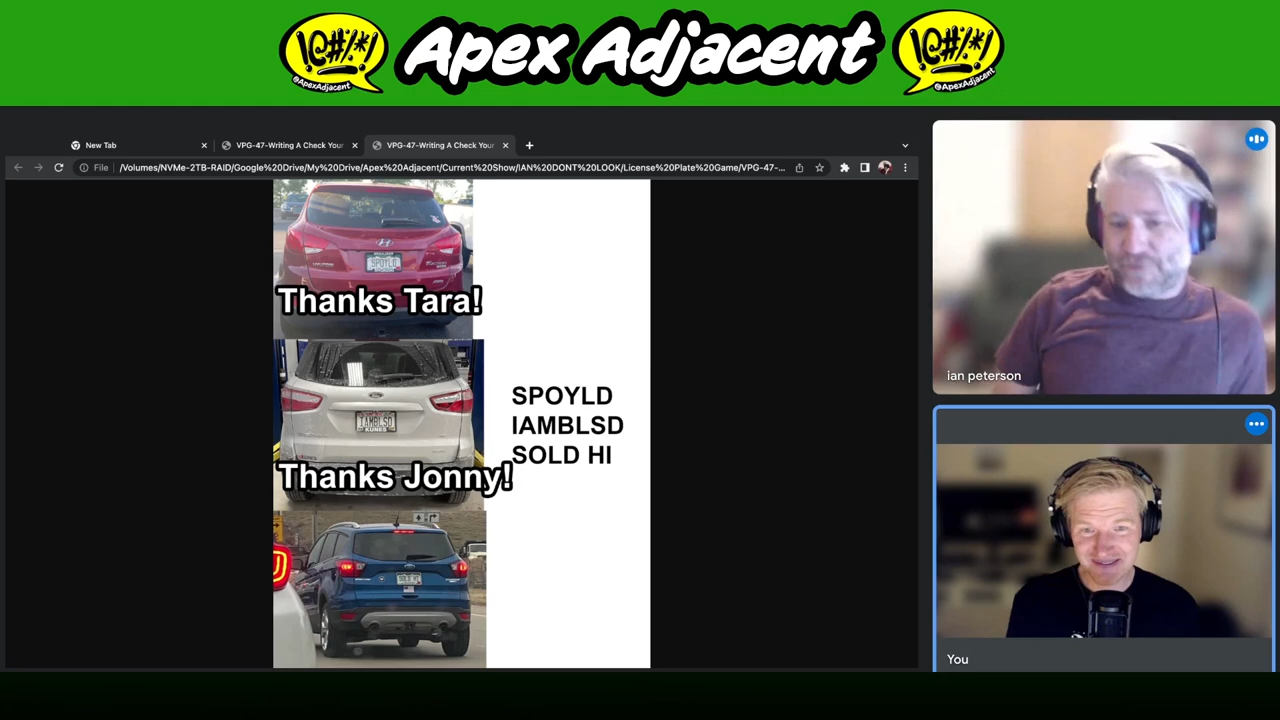 !@#!*!
@ApexAdjacent
Apex Adjacent
!@#!*!
@ApexAdjacent
New Tab
VPG-47-Writing A Check Your
VPG-47-Writing A Check Your
File
/Volumes/NVMe-2TB-RAID/Google%20Drive/My%20Drive/Apex%20Adjacent/Current%20Show/IAN%20DONT%20LOOK/License%20Plate%20Game/VPG-47-...
SPOYLD
Thanks Tara!
IAMBLSD
KUNES
Thanks Jonny!
SPOYLD
IAMBLSD
SOLD HI
SOLD HI
ian peterson
You